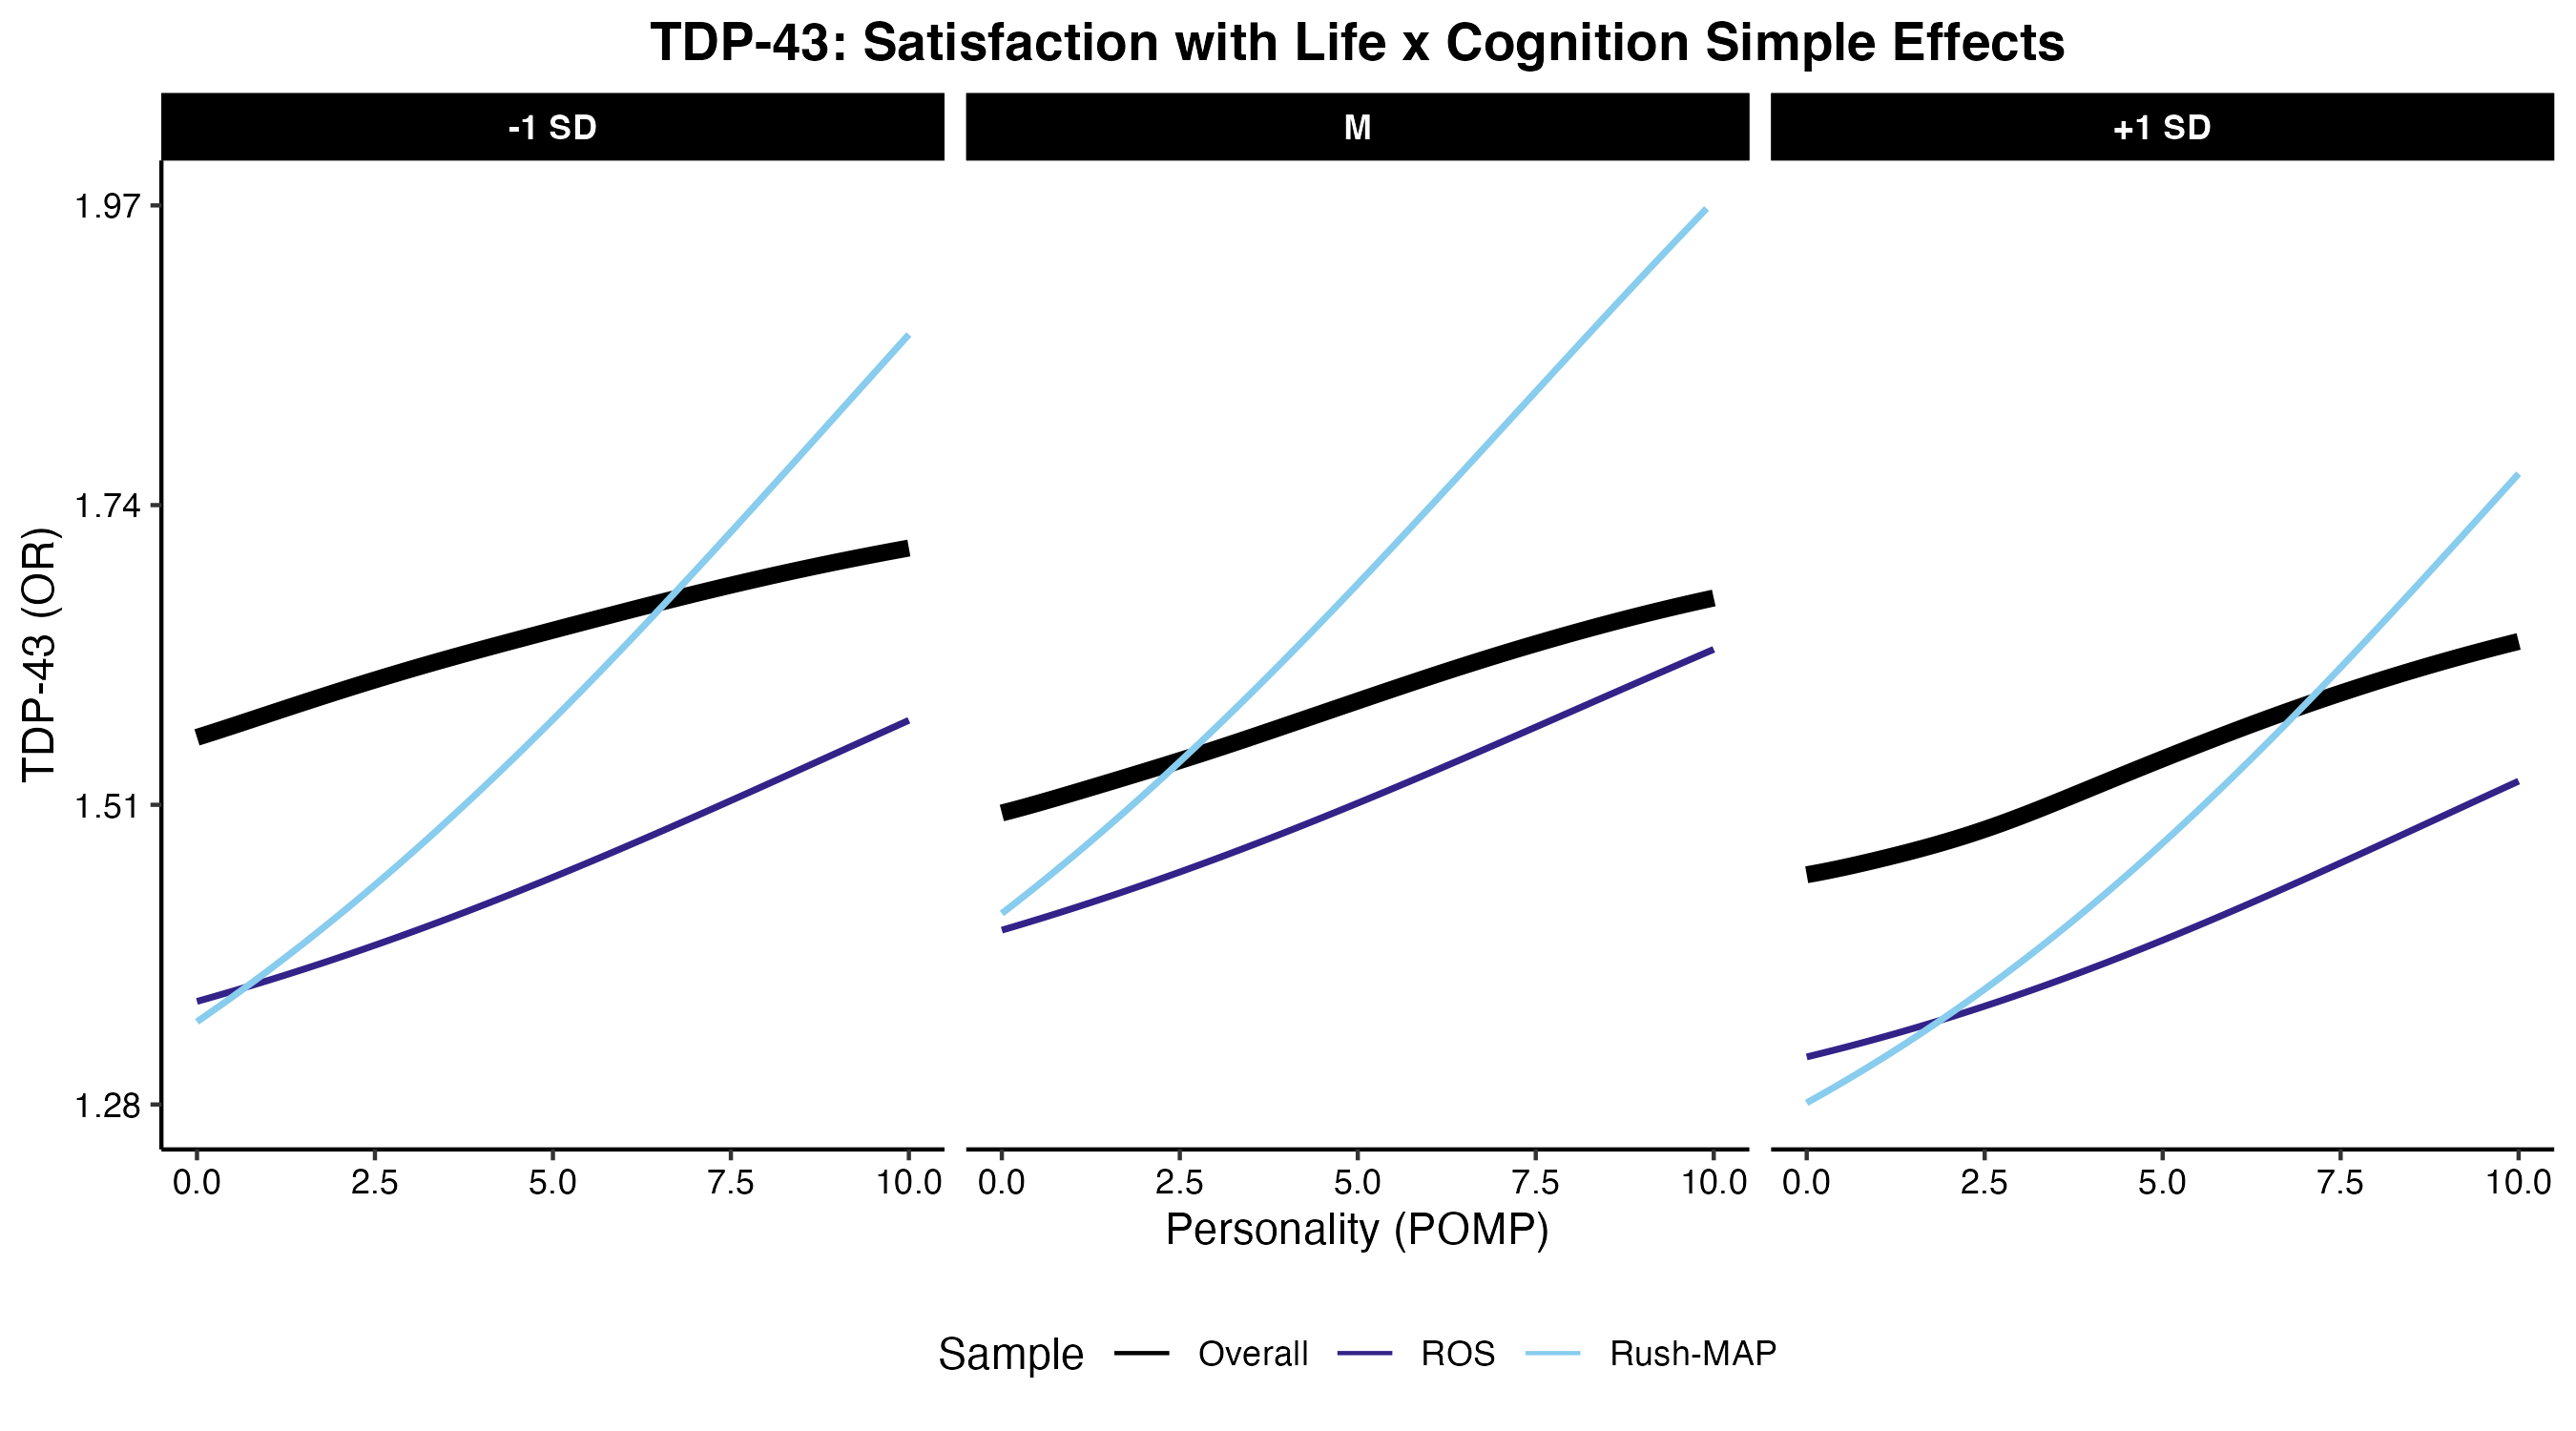 TDP-43: Satisfaction with Life x Cognition Simple Effects
-1 SD
M
+1 SD
TDP-43 (OR)
1.97
1.74
1.51
1.28
0.0 2.5 5.0 7.5 10.0
0.0 2.5 5.0 7.5 10.0
0.0 2.5 5.0 7.5 10.0
Personality (POMP)
Sample Overall ROS Rush-MAP